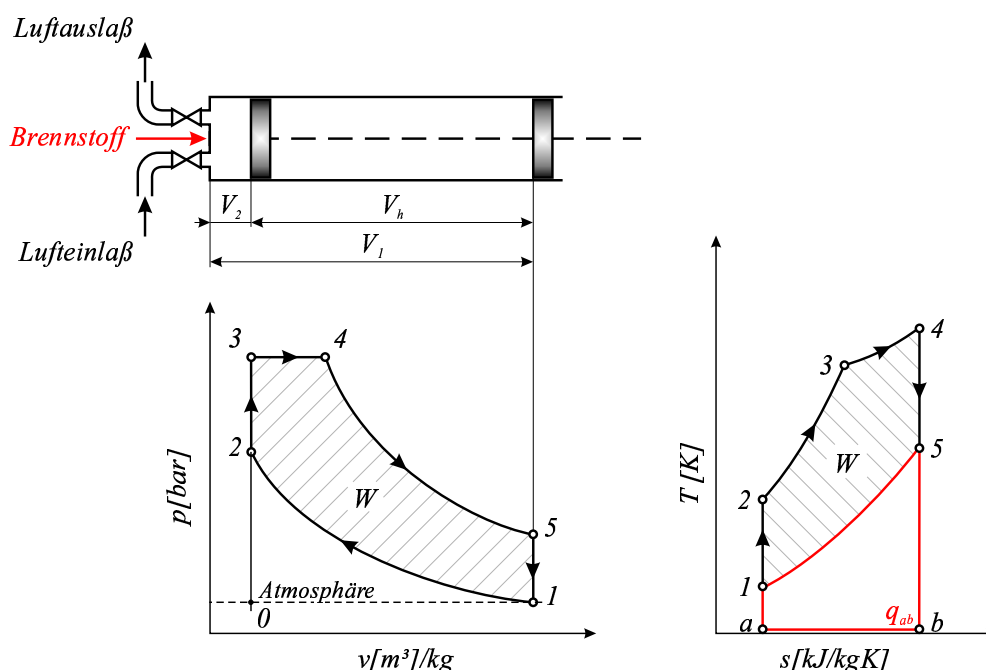 Luftauslaß
Brennstoff
Lufteinlaß
V₂
Vₕ
V₁
p[bar]
3
4
2
W
5
1
Atmosphäre
0
v[m³]/kg
T [K]
4
3
W
5
2
1
a
qₐb
b
s[kJ/kgK]